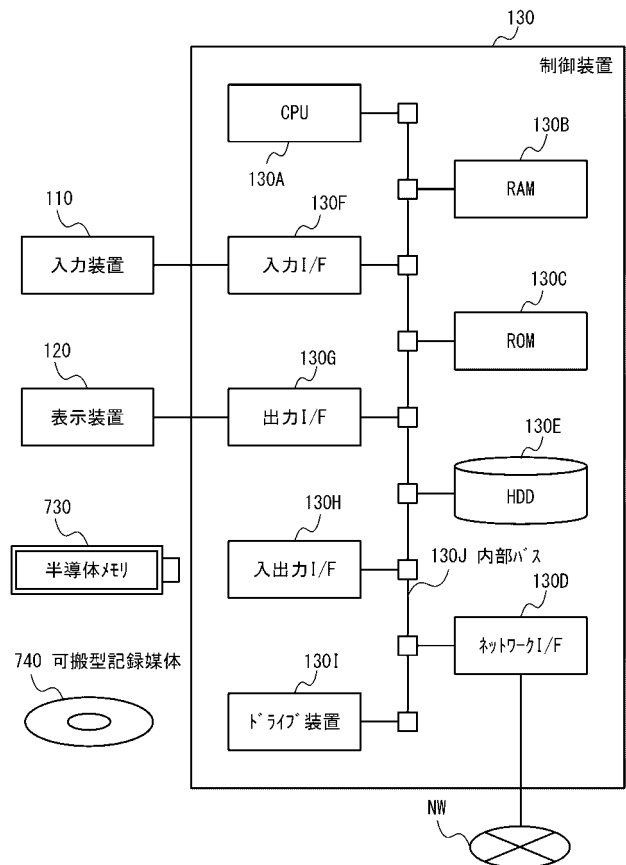 130
制御装置
CPU
130A
130B
RAM
110
入力装置
130F
入力I/F
130C
ROM
120
表示装置
130G
出力I/F
130E
HDD
730
半導体ﾒﾓﾘ
130H
入出力I/F
130J 内部ﾊﾞｽ
130D
ﾈｯﾄﾜｰｸI/F
740 可搬型記録媒体
130I
ﾄﾞﾗｲﾌﾞ装置
NW